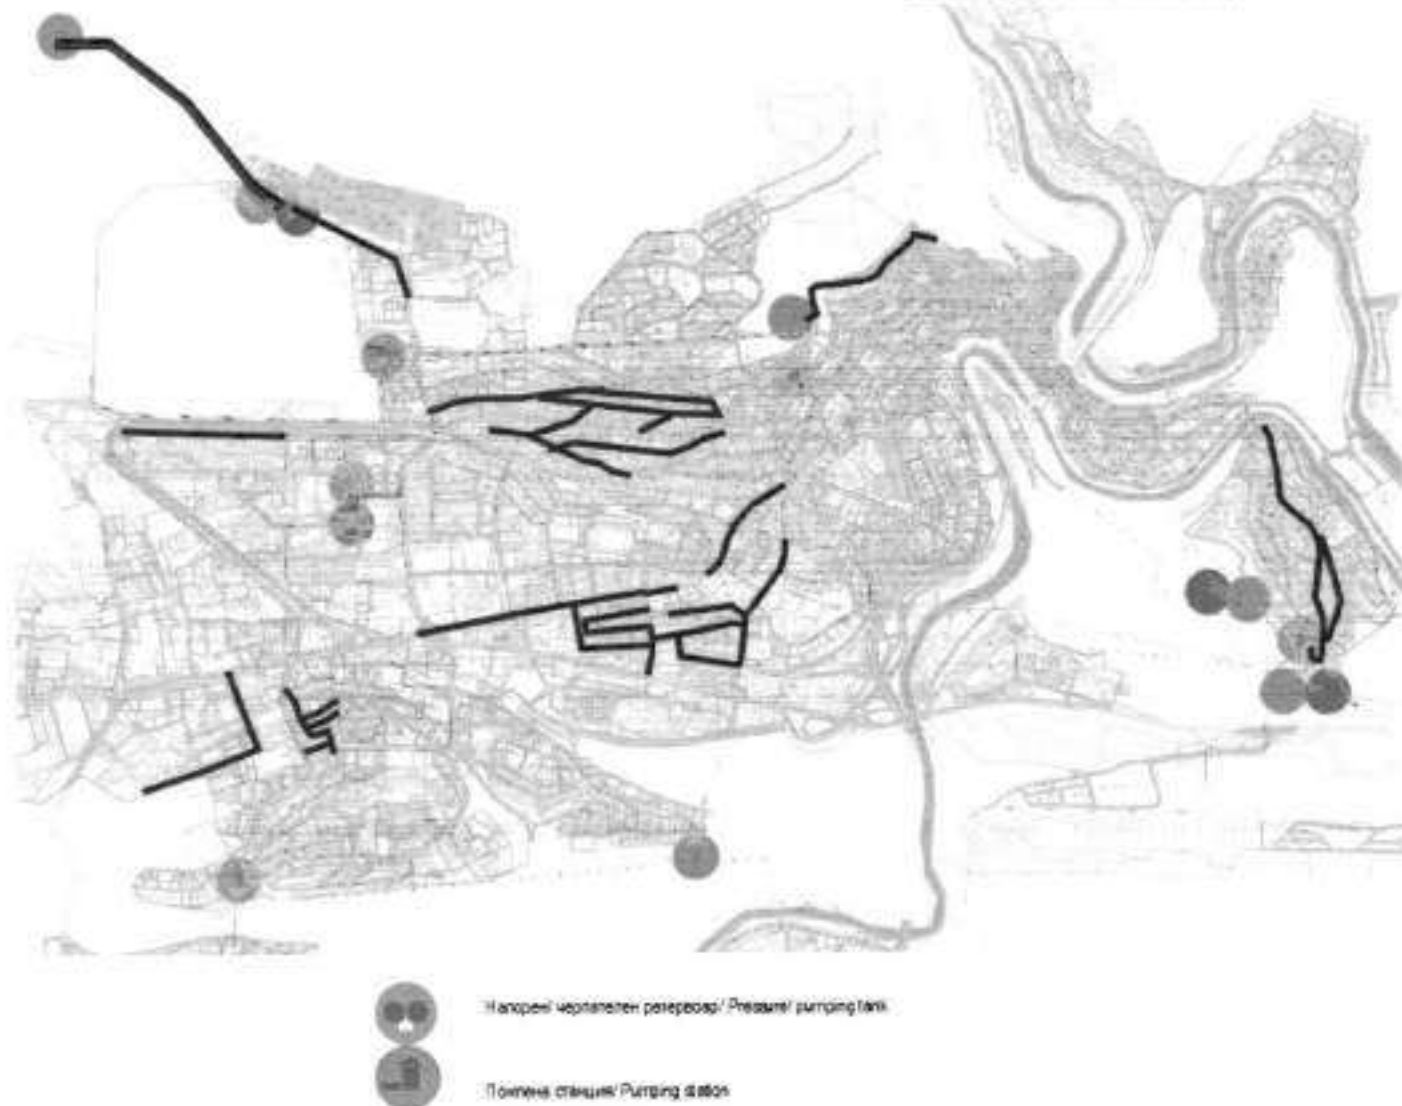 Напорен/ черпателен резервоар/ Pressure/ pumping tank
Помпена станция/ Pumping station